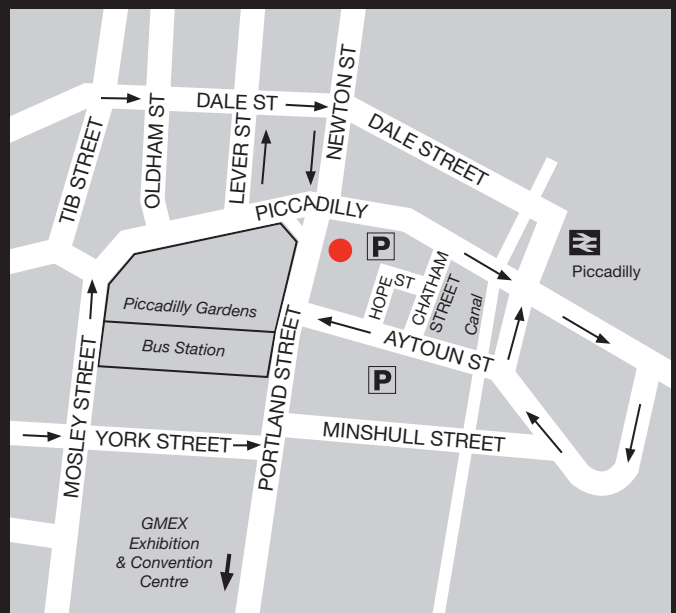 NEWTON ST
DALE ST
DALE STREET
TIB STREET
OLDHAM ST
LEVER ST
PICCADILLY
P
Piccadilly
HOPE
ST
CHATHAM
STREET
Canal
Piccadilly Gardens
Bus Station
AYTOUN ST
P
MOSLEY STREET
PORTLAND STREET
YORK STREET
MINSHULL STREET
GMEX
Exhibition
& Convention
Centre